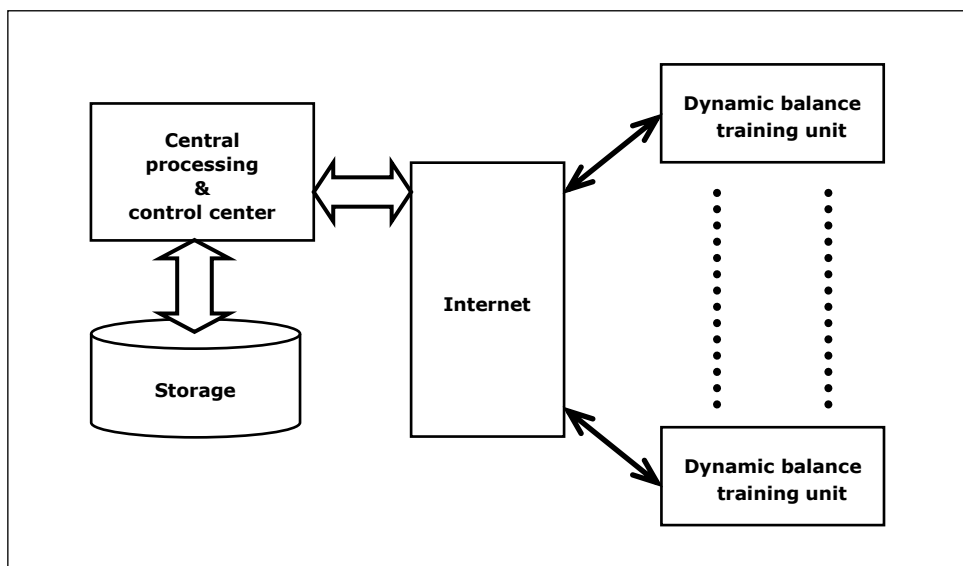 Central
processing
&
control center
Storage
Internet
Dynamic balance
training unit
Dynamic balance
training unit